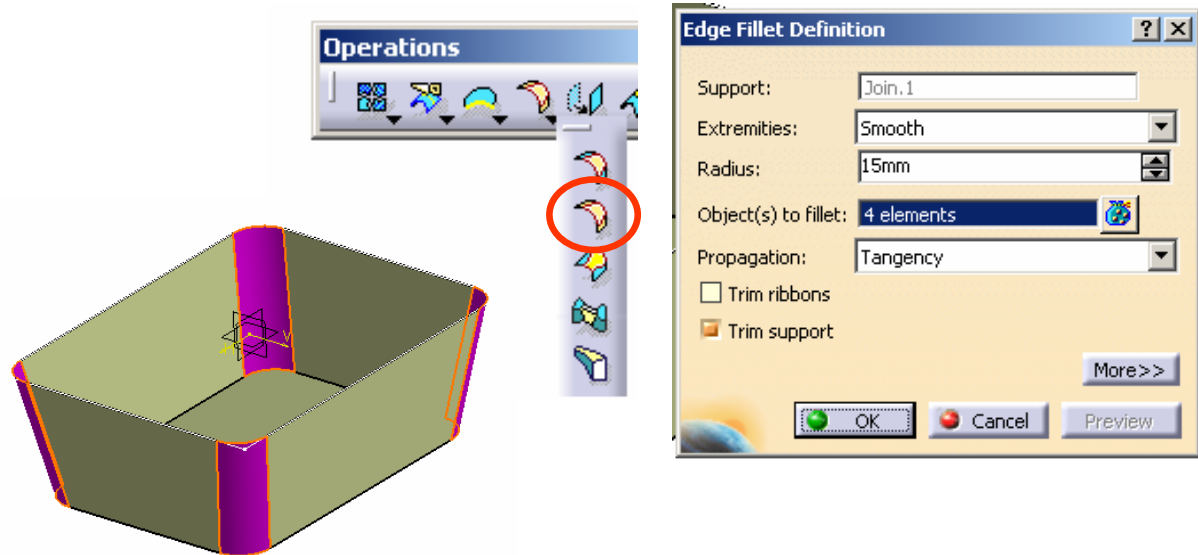 Operations
Edge Fillet Definition
Support: Join.1
Extremities: Smooth
Radius: 15mm
Object(s) to fillet: 4 elements
Propagation: Tangency
Trim ribbons
Trim support
More>>
OK Cancel Preview
V